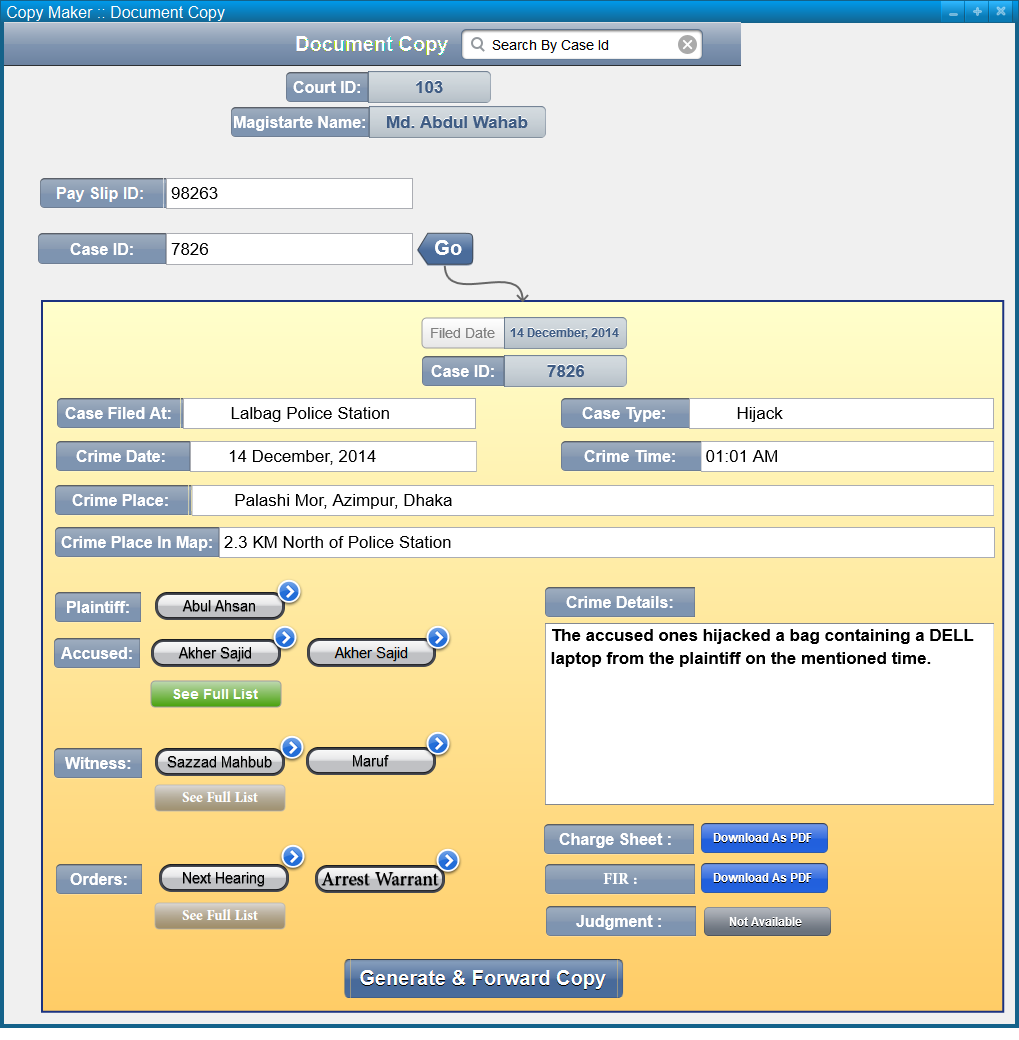 Copy Maker :: Document Copy
Document Copy Search By Case Id
Court ID: 103
Magistarte Name: Md. Abdul Wahab
Pay Slip ID: 98263
Case ID: 7826 Go
Filed Date 14 December, 2014
Case ID: 7826
Case Filed At: Lalbag Police Station Case Type: Hijack
Crime Date: 14 December, 2014 Crime Time: 01:01 AM
Crime Place: Palashi Mor, Azimpur, Dhaka
Crime Place In Map: 2.3 KM North of Police Station
Plaintiff: Abul Ahsan
Accused: Akher Sajid Akher Sajid
See Full List
Witness: Sazzad Mahbub Maruf
See Full List
Orders: Next Hearing Arrest Warrant
See Full List
Crime Details:
The accused ones hijacked a bag containing a DELL
laptop from the plaintiff on the mentioned time.
Charge Sheet : Download As PDF
FIR : Download As PDF
Judgment : Not Available
Generate & Forward Copy